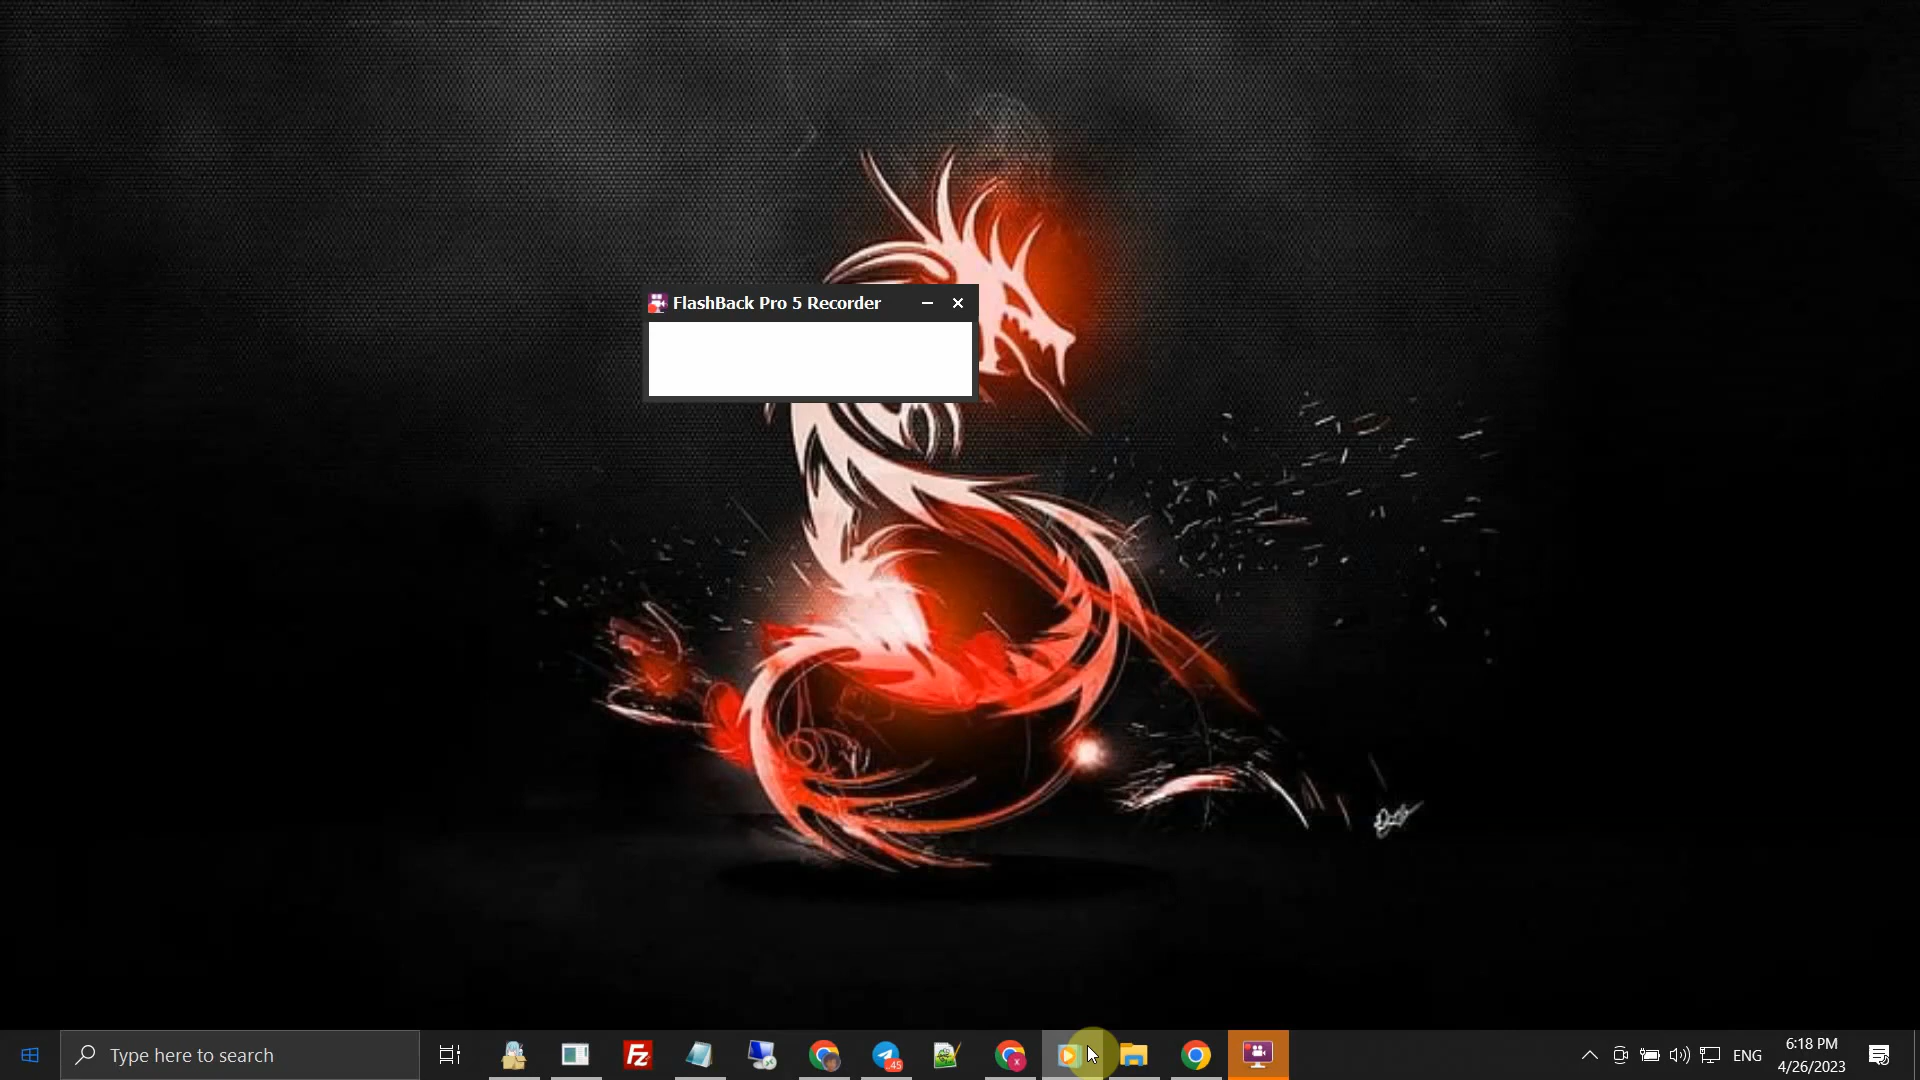 FlashBack Pro 5 Recorder
Type here to search
Fz
45
x
ENG
6:18 PM
4/26/2023